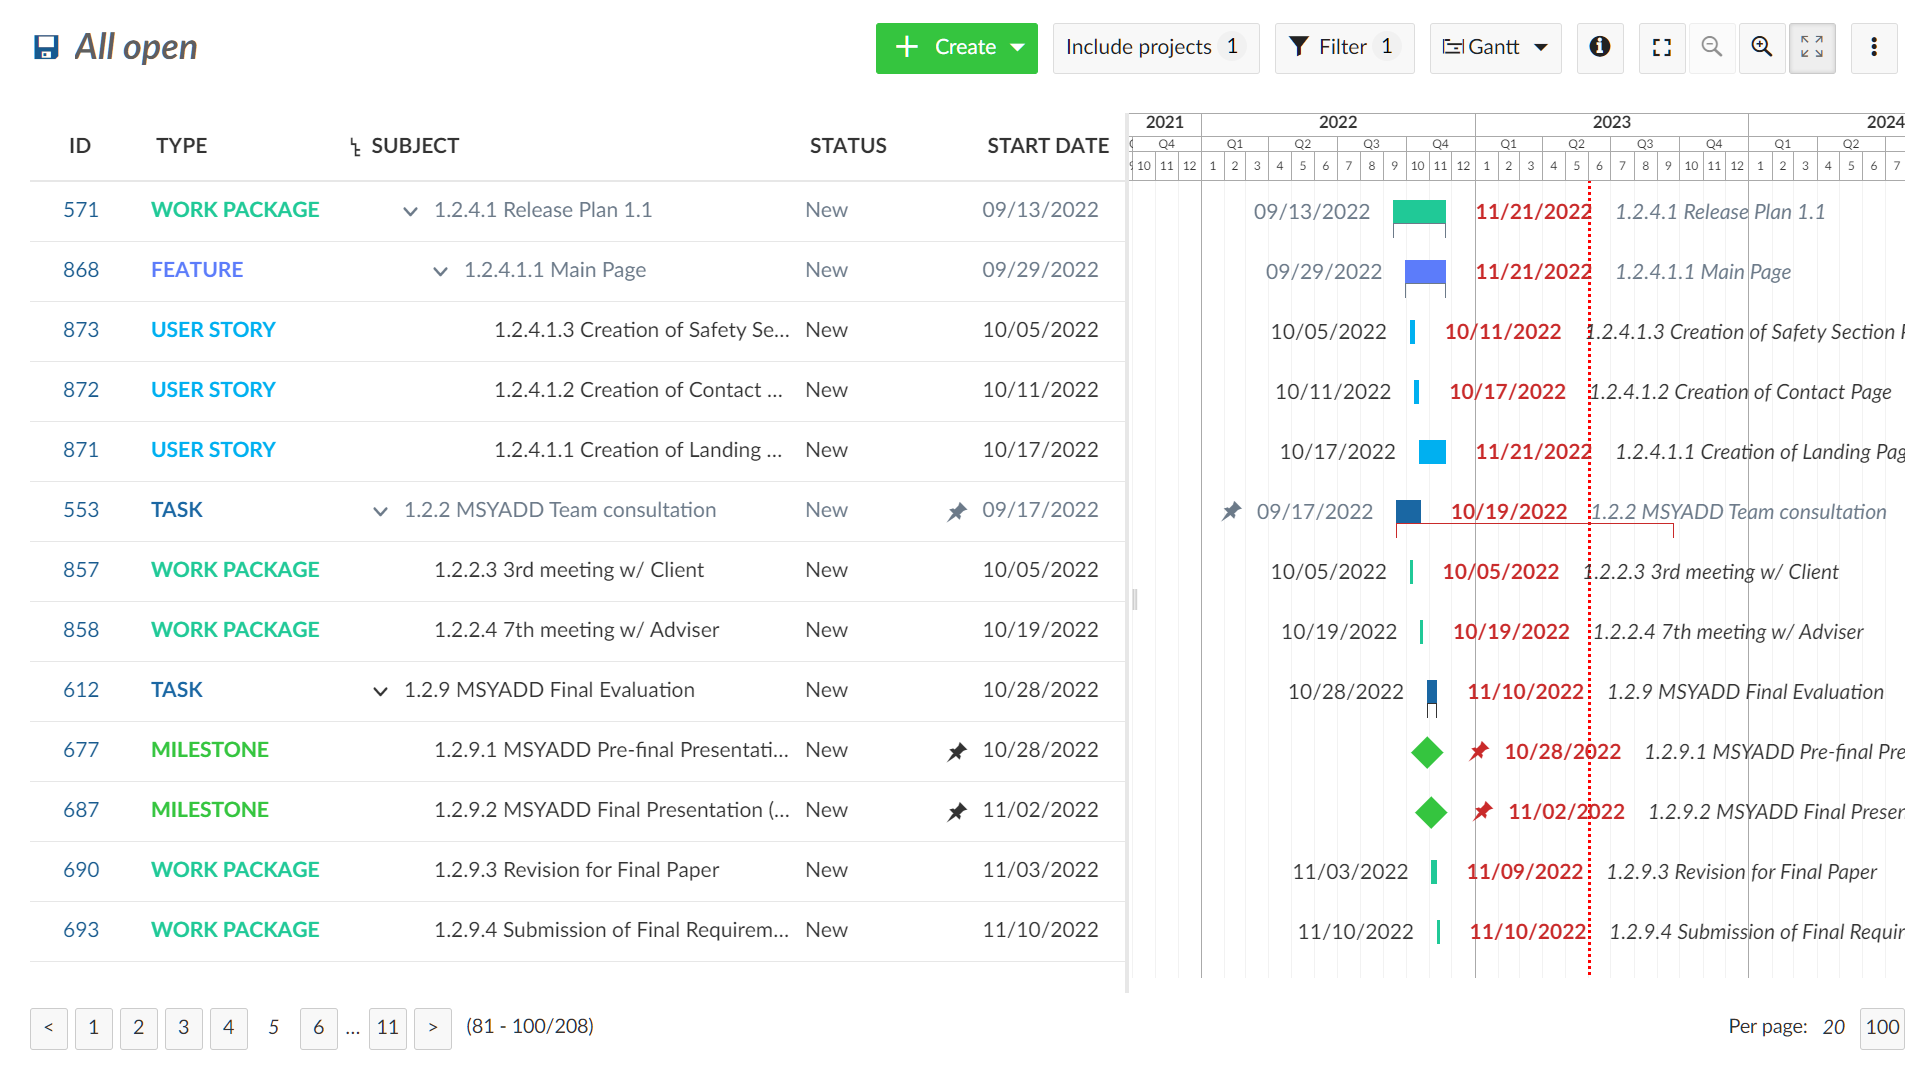 All open
Create
Include projects 1
Filter 1
Gantt
ID TYPE SUBJECT STATUS START DATE
2021 2022 2023 2024
Q4 Q1 Q2 Q3 Q4 Q1 Q2 Q3 Q4 Q1 Q2
9 10 11 12 1 2 3 4 5 6 7 8 9 10 11 12 1 2 3 4 5 6 7 8 9 10 11 12 1 2 3 4 5 6 7
571 WORK PACKAGE 1.2.4.1 Release Plan 1.1 New 09/13/2022 09/13/2022 11/21/2022 1.2.4.1 Release Plan 1.1
868 FEATURE 1.2.4.1.1 Main Page New 09/29/2022 09/29/2022 11/21/2022 1.2.4.1.1 Main Page
873 USER STORY 1.2.4.1.3 Creation of Safety Se... New 10/05/2022 10/05/2022 10/11/2022 1.2.4.1.3 Creation of Safety Section
872 USER STORY 1.2.4.1.2 Creation of Contact ... New 10/11/2022 10/11/2022 10/17/2022 1.2.4.1.2 Creation of Contact Page
871 USER STORY 1.2.4.1.1 Creation of Landing ... New 10/17/2022 10/17/2022 11/21/2022 1.2.4.1.1 Creation of Landing Pag
553 TASK 1.2.2 MSYADD Team consultation New 09/17/2022 09/17/2022 10/19/2022 1.2.2 MSYADD Team consultation
857 WORK PACKAGE 1.2.2.3 3rd meeting w/ Client New 10/05/2022 10/05/2022 10/05/2022 1.2.2.3 3rd meeting w/ Client
858 WORK PACKAGE 1.2.2.4 7th meeting w/ Adviser New 10/19/2022 10/19/2022 10/19/2022 1.2.2.4 7th meeting w/ Adviser
612 TASK 1.2.9 MSYADD Final Evaluation New 10/28/2022 10/28/2022 11/10/2022 1.2.9 MSYADD Final Evaluation
677 MILESTONE 1.2.9.1 MSYADD Pre-final Presentati... New 10/28/2022 10/28/2022 1.2.9.1 MSYADD Pre-final Pre
687 MILESTONE 1.2.9.2 MSYADD Final Presentation (... New 11/02/2022 11/02/2022 1.2.9.2 MSYADD Final Presen
690 WORK PACKAGE 1.2.9.3 Revision for Final Paper New 11/03/2022 11/03/2022 11/09/2022 1.2.9.3 Revision for Final Paper
693 WORK PACKAGE 1.2.9.4 Submission of Final Requirem... New 11/10/2022 11/10/2022 11/10/2022 1.2.9.4 Submission of Final Requir
< 1 2 3 4 5 6 ... 11 > (81 - 100/208)
Per page: 20 100